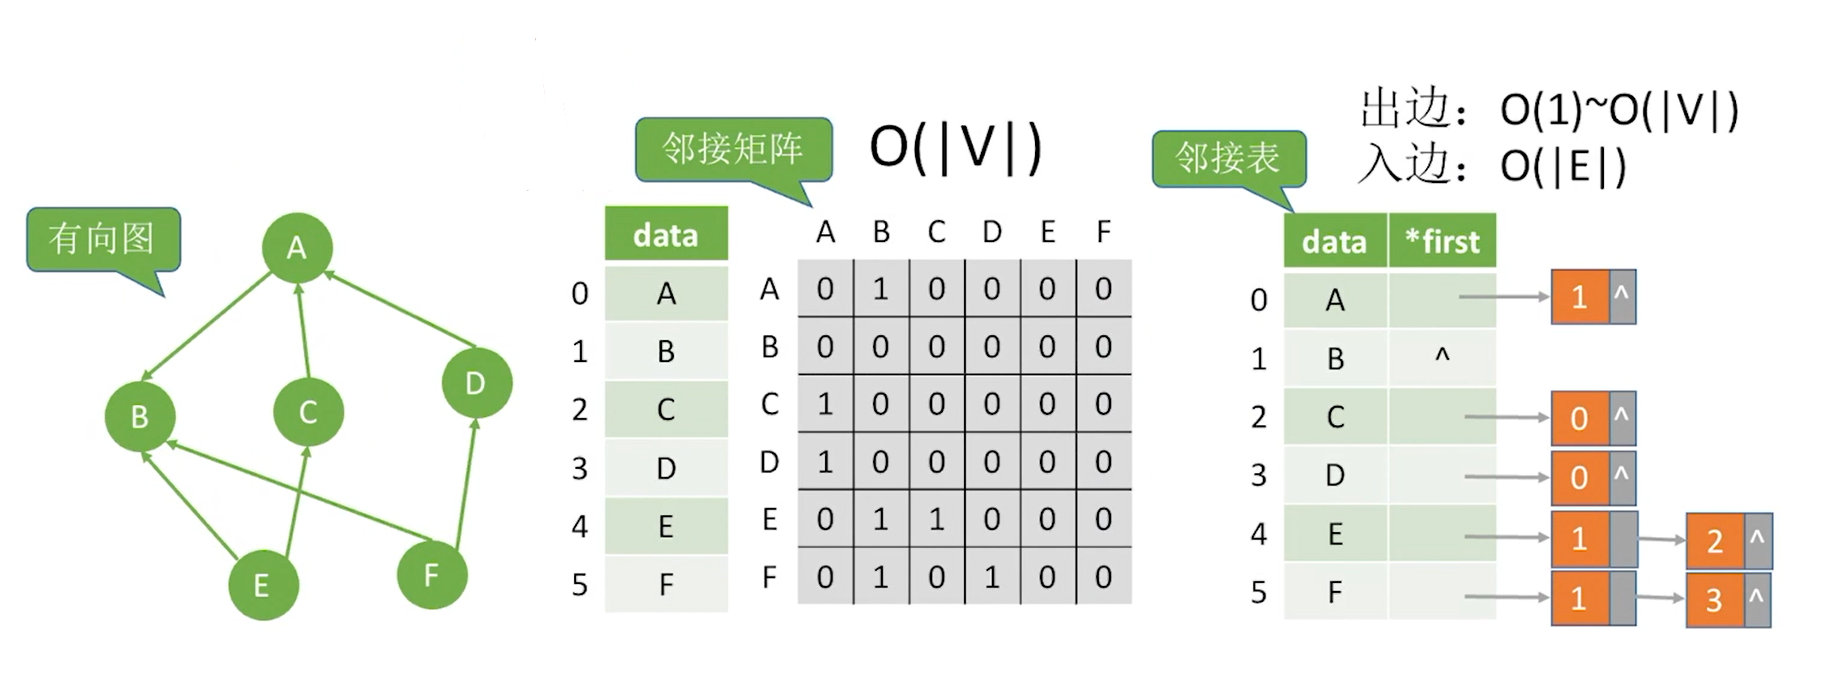 有向图
A
B
C
D
E
F
邻接矩阵
O(|V|)
data
0 A
1 B
2 C
3 D
4 E
5 F
A B C D E F
A 0 1 0 0 0 0
B 0 0 0 0 0 0
C 1 0 0 0 0 0
D 1 0 0 0 0 0
E 0 1 1 0 0 0
F 0 1 0 1 0 0
出边：O(1)~O(|V|)
入边：O(|E|)
邻接表
data *first
0 A 1 ^
1 B ^
2 C 0 ^
3 D 0 ^
4 E 1 2 ^
5 F 1 3 ^